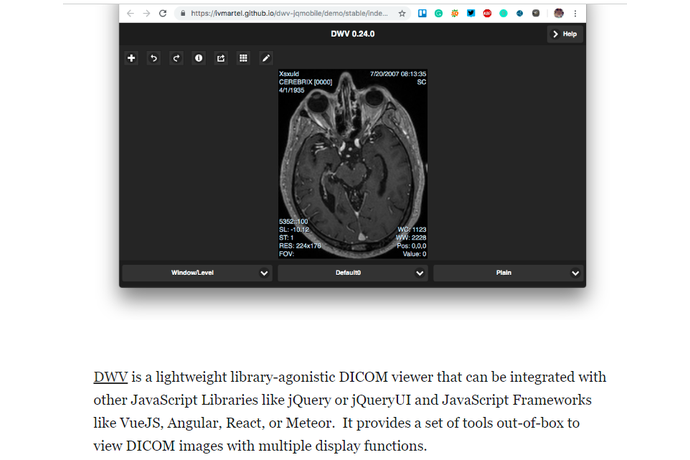 https://lvmartel.github.io/dwv-jqmobile/demo/stable/inde...
DWV 0.24.0
Help
Xsxuld
CEREBRIX [0000]
4/1/1935
7/20/2007 08:13:35
SC
SL: -10.12
ST: 1
RES: 224x176
FOV:
WC: 1123
WW: 2228
Pos: 0,0,0
Value: 0
Window/Level
Default0
Plain
DWV is a lightweight library-agonistic DICOM viewer that can be integrated with
other JavaScript Libraries like jQuery or jQueryUI and JavaScript Frameworks
like VueJS, Angular, React, or Meteor.  It provides a set of tools out-of-box to
view DICOM images with multiple display functions.